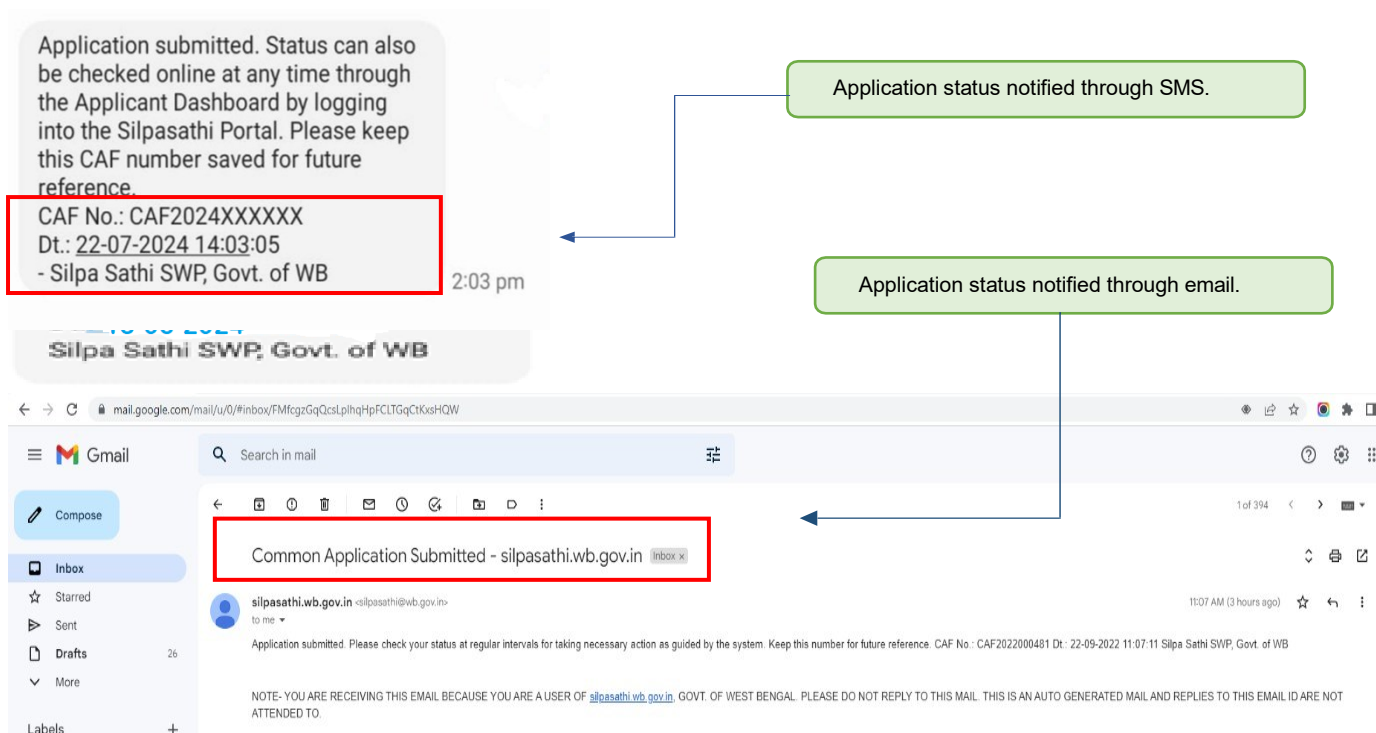 Application submitted. Status can also
be checked online at any time through
the Applicant Dashboard by logging
into the Silpasathi Portal. Please keep
this CAF number saved for future
reference.
CAF No.: CAF2024XXXXXX
Dt.: 22-07-2024 14:03:05
- Silpa Sathi SWP, Govt. of WB
2:03 pm
Application status notified through SMS.
Application status notified through email.
Silpa Sathi SWP, Govt. of WB
mail.google.com/mail/u/0/#inbox/FMfcgzGqQcsLplhqHpFCLTGqCtKxsHQW
Gmail
Search in mail
Compose
1 of 394
Inbox
Starred
Sent
Drafts 26
More
Labels
Common Application Submitted - silpasathi.wb.gov.in Inbox x
silpasathi.wb.gov.in <silpasathi@wb.gov.in>
11:07 AM (3 hours ago)
to me
Application submitted. Please check your status at regular intervals for taking necessary action as guided by the system. Keep this number for future reference. CAF No.: CAF2022000481 Dt.: 22-09-2022 11:07:11 Silpa Sathi SWP, Govt. of WB
NOTE- YOU ARE RECEIVING THIS EMAIL BECAUSE YOU ARE A USER OF silpasathi.wb.gov.in, GOVT. OF WEST BENGAL. PLEASE DO NOT REPLY TO THIS MAIL. THIS IS AN AUTO GENERATED MAIL AND REPLIES TO THIS EMAIL ID ARE NOT
ATTENDED TO.